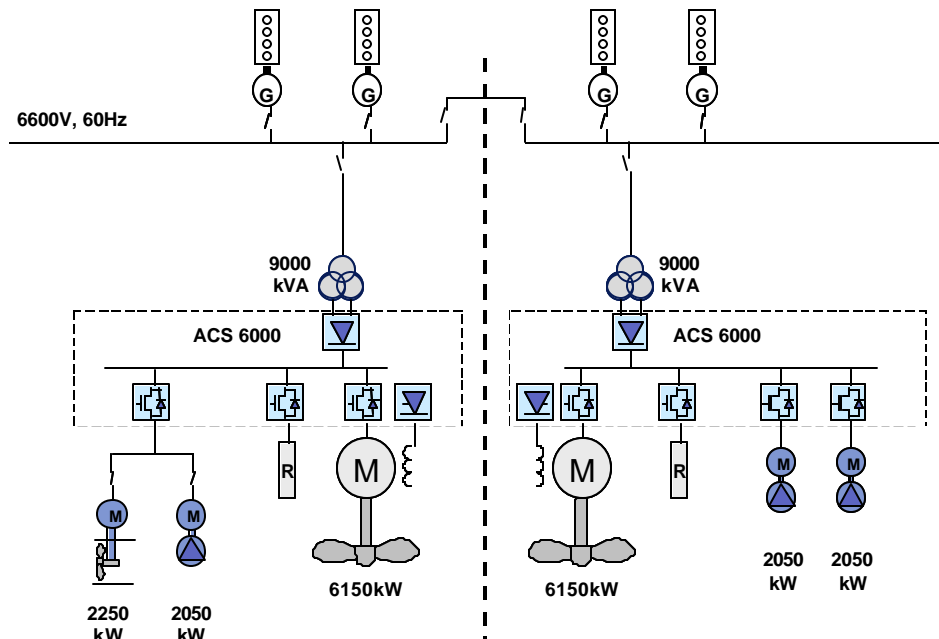 G
G
G
G
6600V, 60Hz
9000
kVA
9000
kVA
ACS 6000
ACS 6000
R
M
M
R
M
M
M
M
6150kW
6150kW
2050
kW
2050
kW
2250
kW
2050
kW